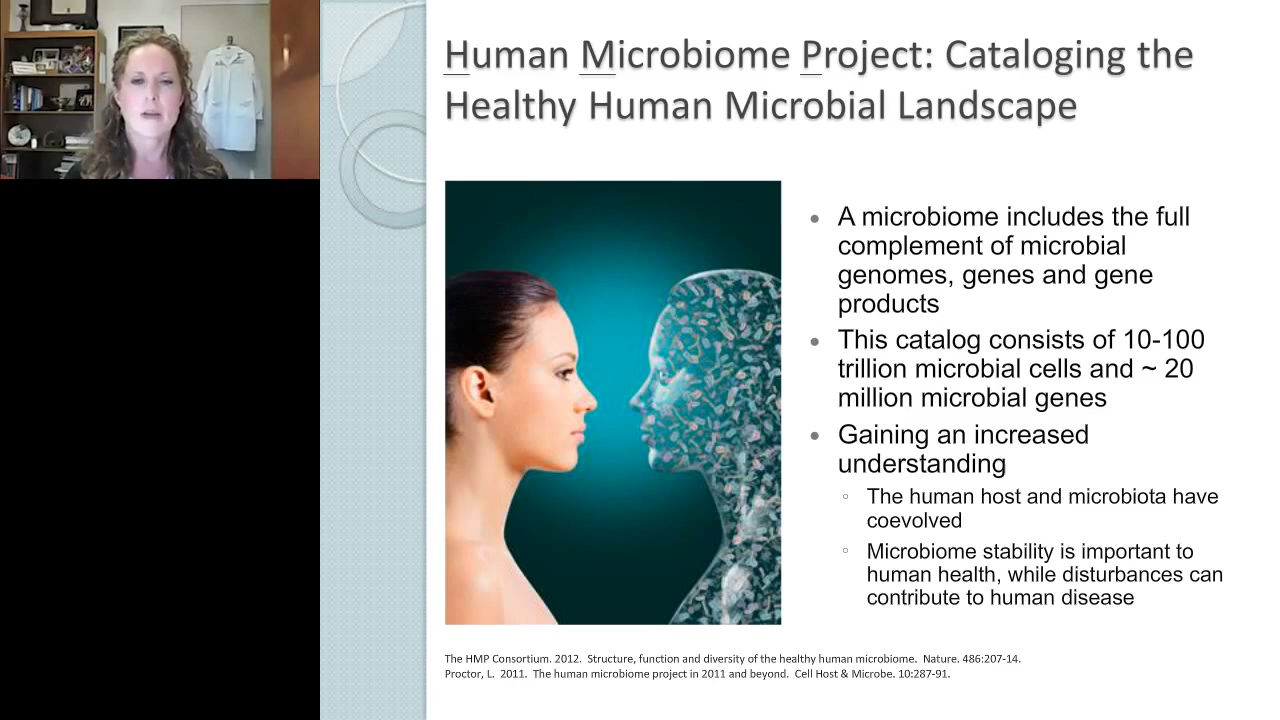 Human Microbiome Project: Cataloging the
Healthy Human Microbial Landscape
• A microbiome includes the full
complement of microbial
genomes, genes and gene
products
• This catalog consists of 10-100
trillion microbial cells and ~ 20
million microbial genes
• Gaining an increased
understanding
◦ The human host and microbiota have
coevolved
◦ Microbiome stability is important to
human health, while disturbances can
contribute to human disease
The HMP Consortium. 2012. Structure, function and diversity of the healthy human microbiome. Nature. 486:207-14.
Proctor, L. 2011. The human microbiome project in 2011 and beyond. Cell Host & Microbe. 10:287-91.